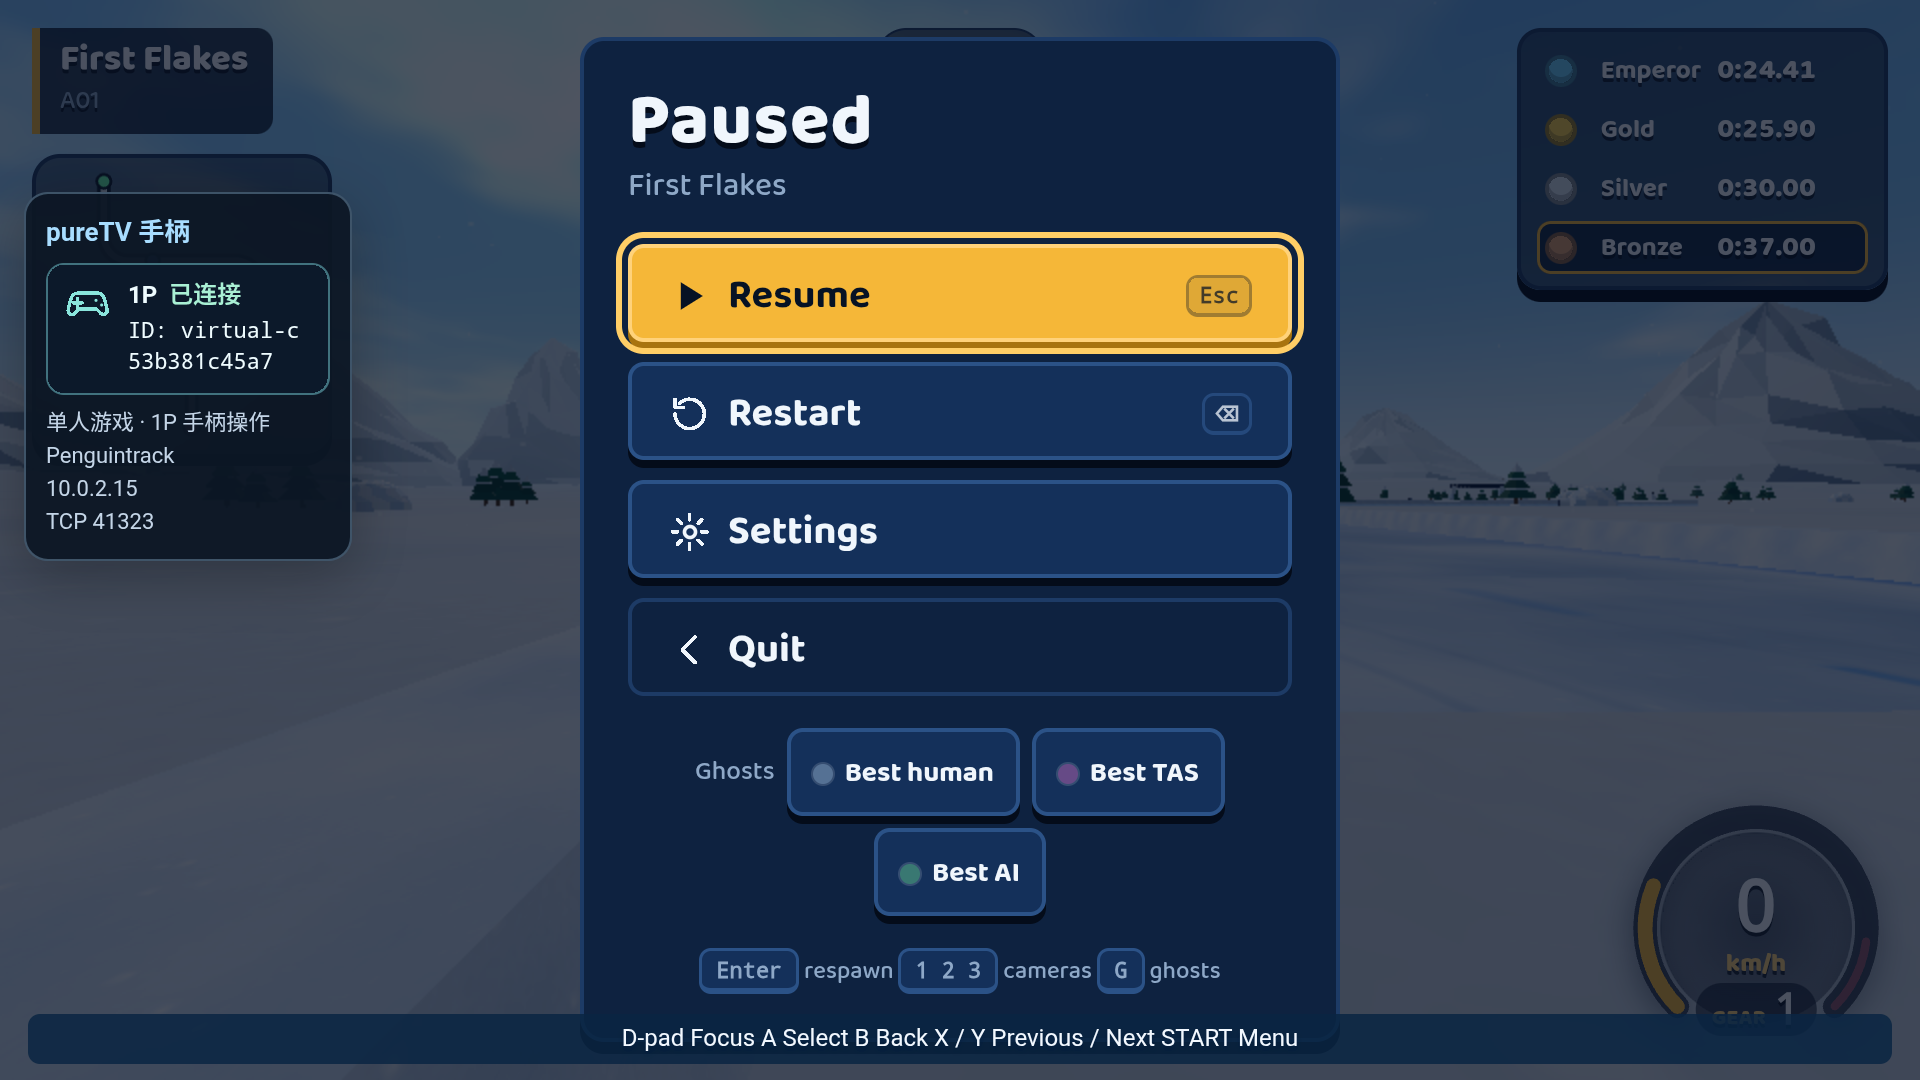 First Flakes
A01
pureTV 手柄
1P 已连接
ID: virtual-c
53b381c45a7
单人游戏 · 1P 手柄操作
Penguintrack
10.0.2.15
TCP 41323
Paused
First Flakes
Resume Esc
Restart
Settings
Quit
Ghosts Best human Best TAS
Best AI
Enter respawn 1 2 3 cameras G ghosts
D-pad Focus A Select B Back X / Y Previous / Next START Menu
Emperor 0:24.41
Gold 0:25.90
Silver 0:30.00
Bronze 0:37.00
0
km/h
GEAR 1